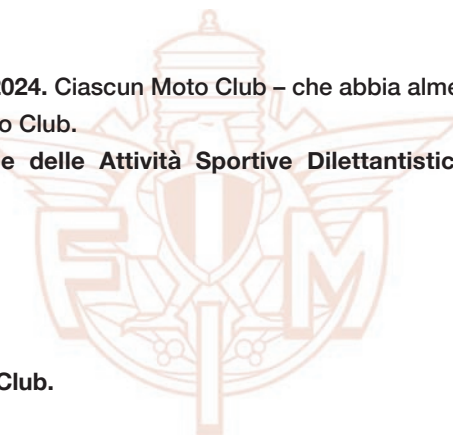 2024. Ciascun Moto Club – che abbia alme
o Club.
e delle Attività Sportive Dilettantistic
F M
Club.